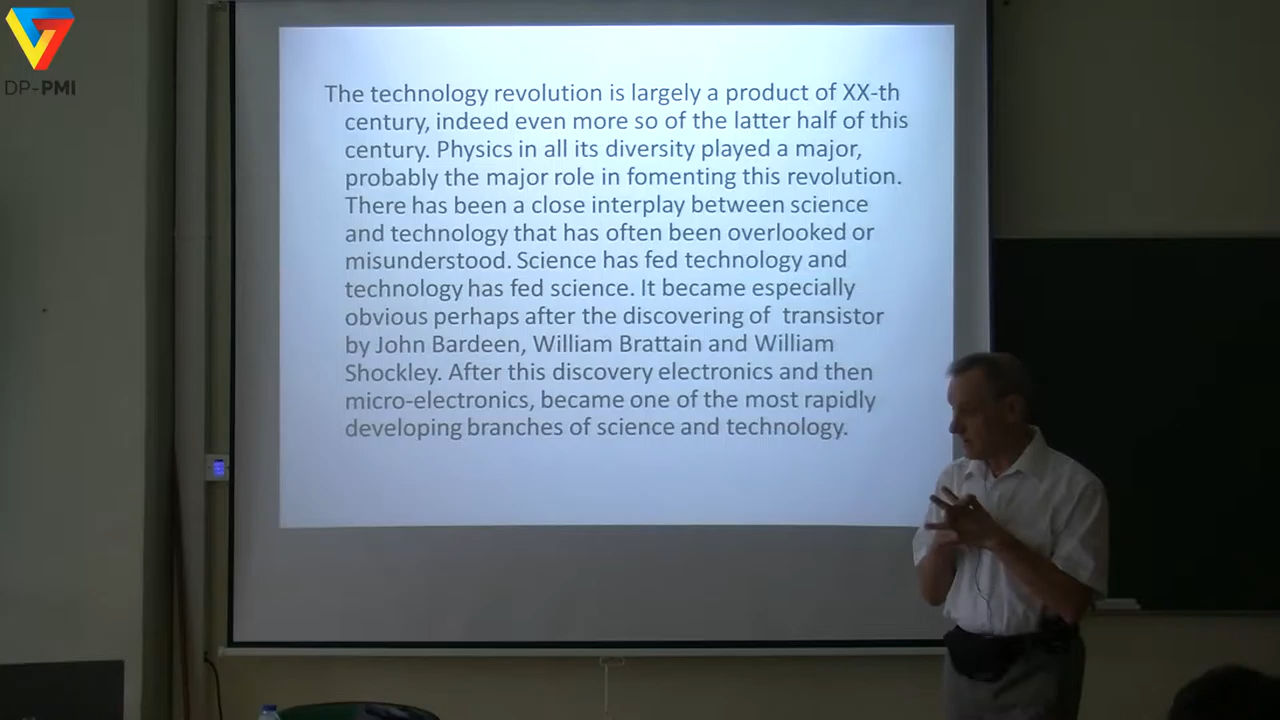 DP-PMI
The technology revolution is largely a product of XX-th
century, indeed even more so of the latter half of this
century. Physics in all its diversity played a major,
probably the major role in fomenting this revolution.
There has been a close interplay between science
and technology that has often been overlooked or
misunderstood. Science has fed technology and
technology has fed science. It became especially
obvious perhaps after the discovering of  transistor
by John Bardeen, William Brattain and William
Shockley. After this discovery electronics and then
micro-electronics, became one of the most rapidly
developing branches of science and technology.